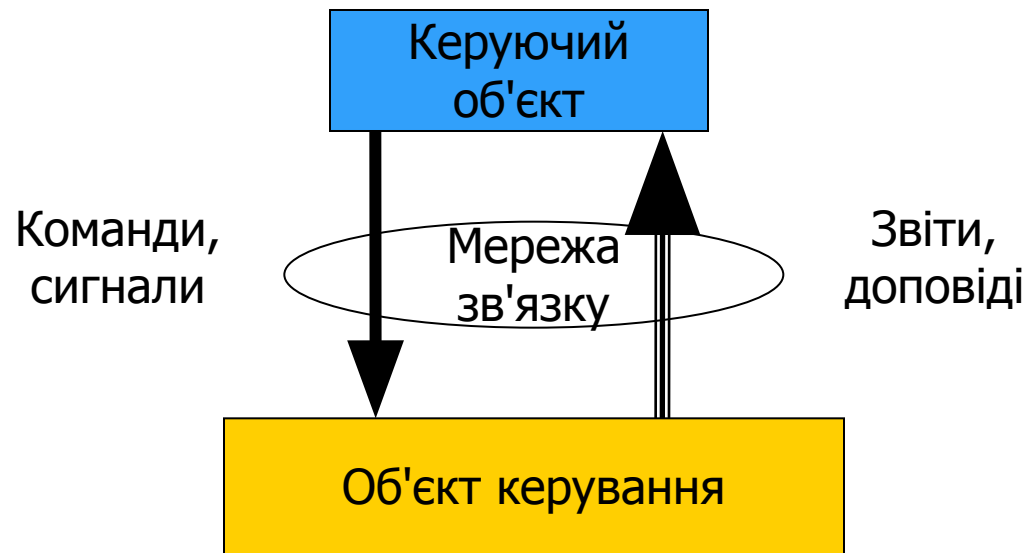 Керуючий
об'єкт
Команди,
сигнали
Мережа
зв'язку
Звіти,
доповіді
Об'єкт керування